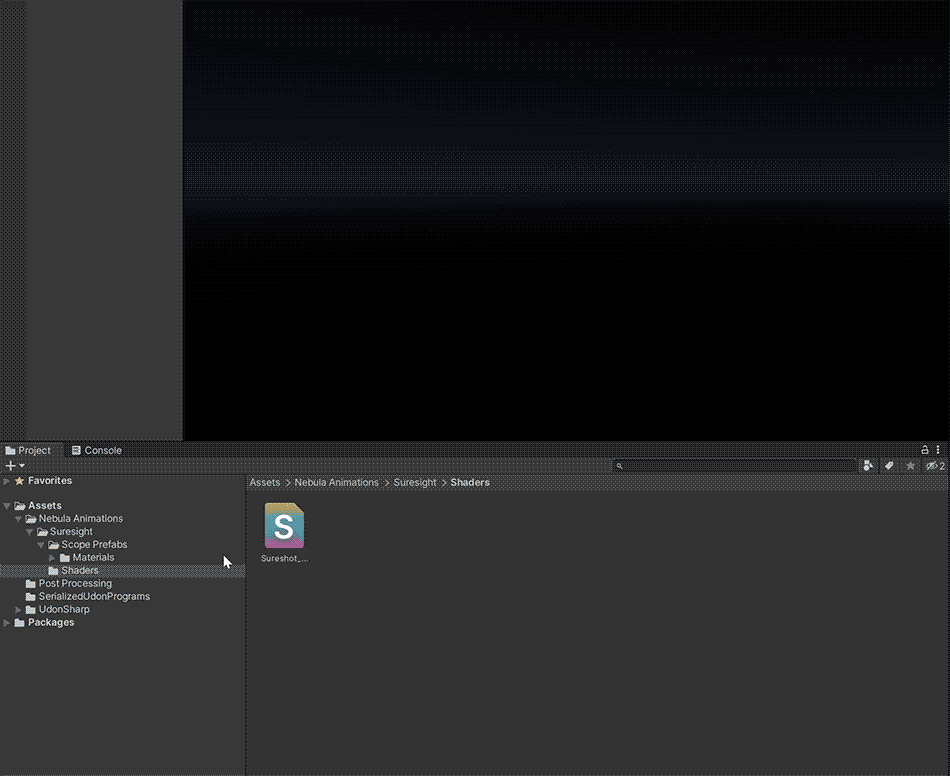 Project Console
2
Favorites
Assets > Nebula Animations > Suresight > Shaders
Assets
Nebula Animations
Suresight
Scope Prefabs
Materials
Shaders
Post Processing
SerializedUdonPrograms
UdonSharp
Packages
S
Sureshot_...